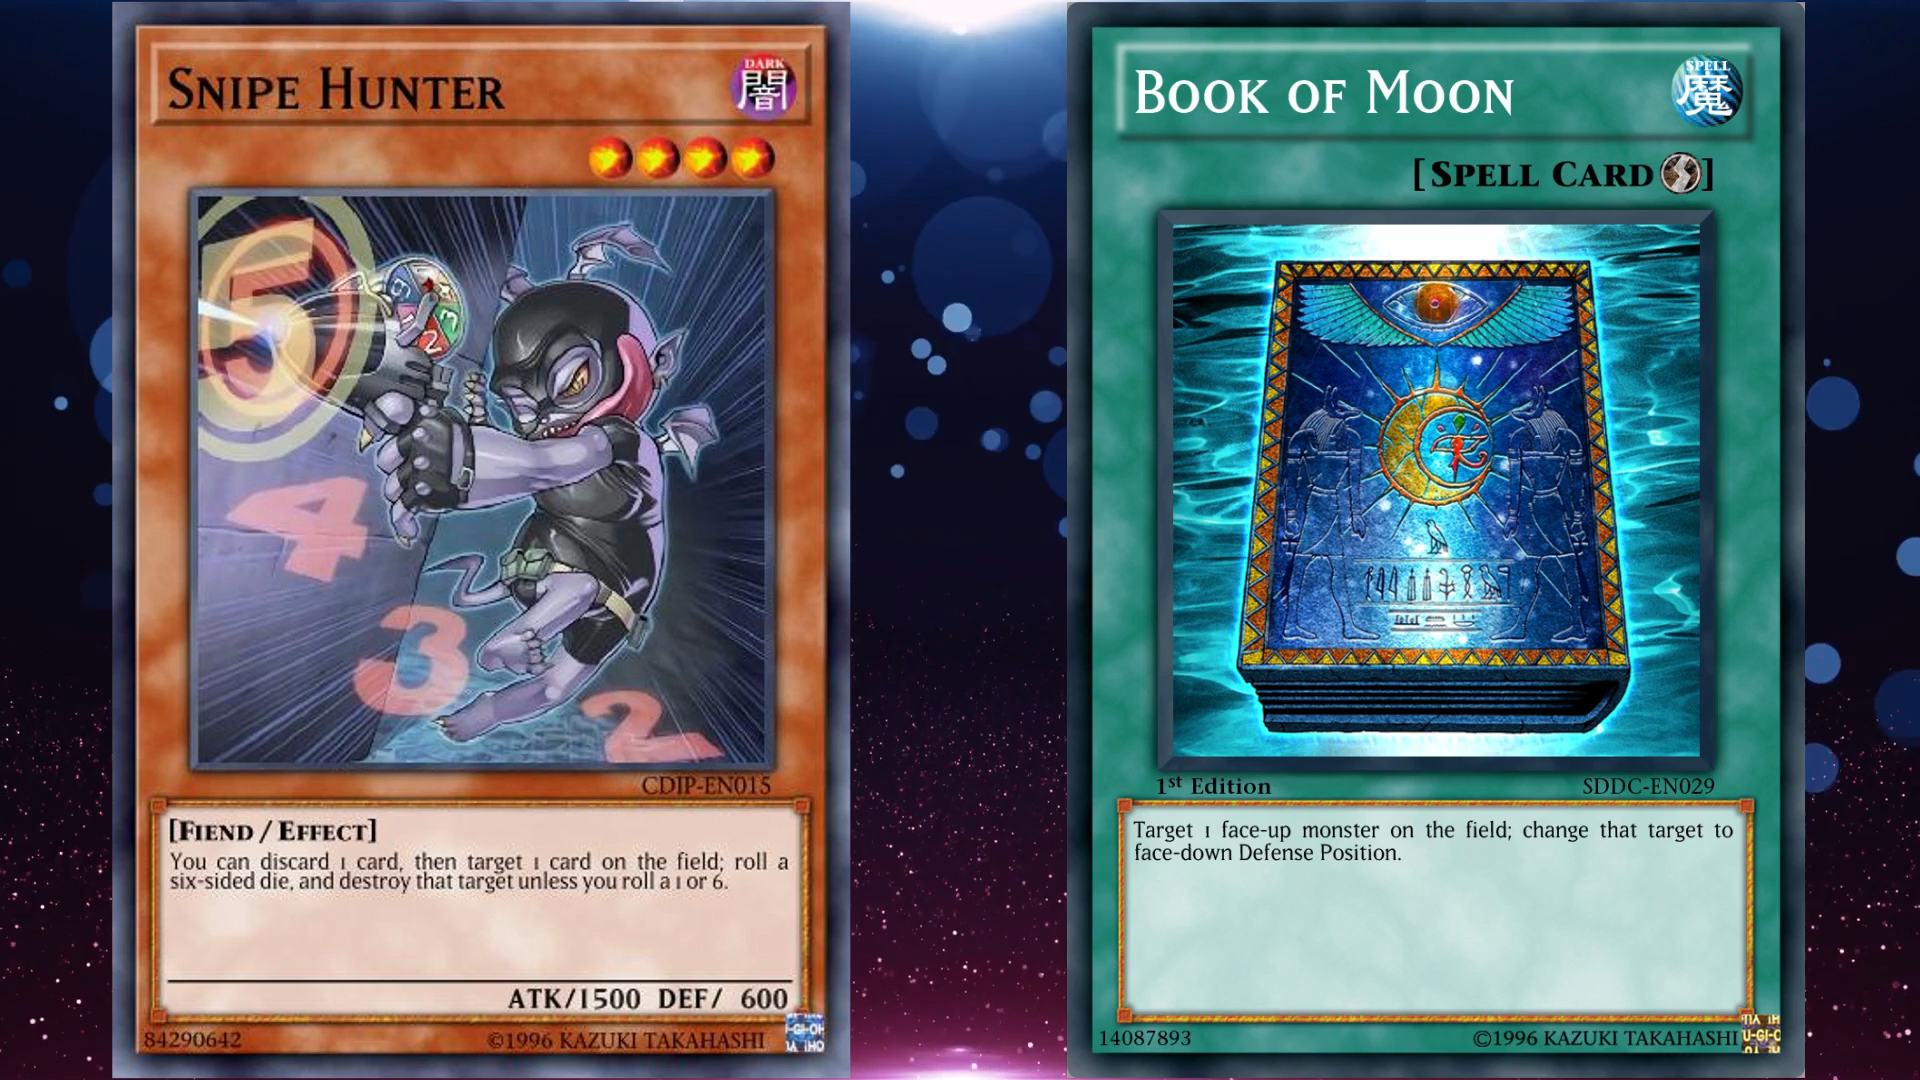 SNIPE HUNTER
DARK
闇
5
4
3
2
CDIP-EN015
[FIEND / EFFECT]
You can discard 1 card, then target 1 card on the field; roll a
six-sided die, and destroy that target unless you roll a 1 or 6.
ATK/1500 DEF/ 600
84290642
©1996 KAZUKI TAKAHASHI
BOOK OF MOON
SPELL
魔
[SPELL CARD]
1st Edition
SDDC-EN029
Target 1 face-up monster on the field; change that target to
face-down Defense Position.
14087893
©1996 KAZUKI TAKAHASHI